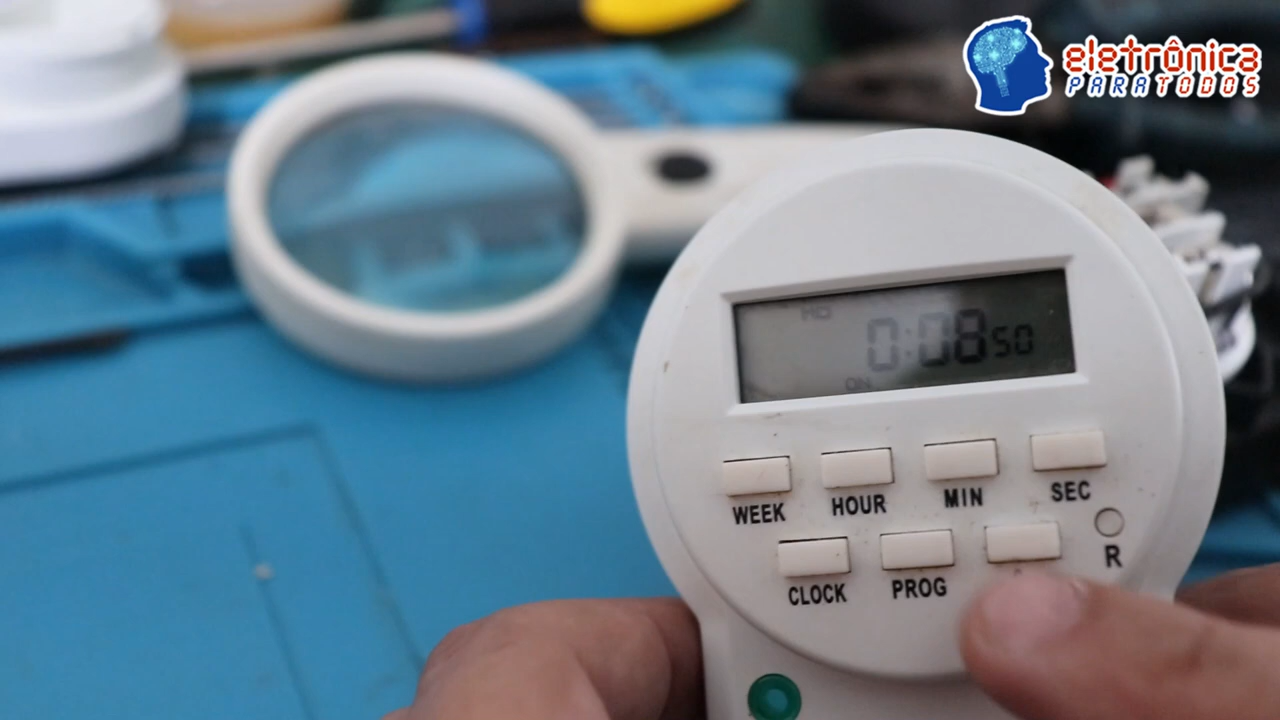 eletrônica
PARATODOS
MO
0:08 50
ON
WEEK
HOUR
MIN
SEC
R
CLOCK
PROG